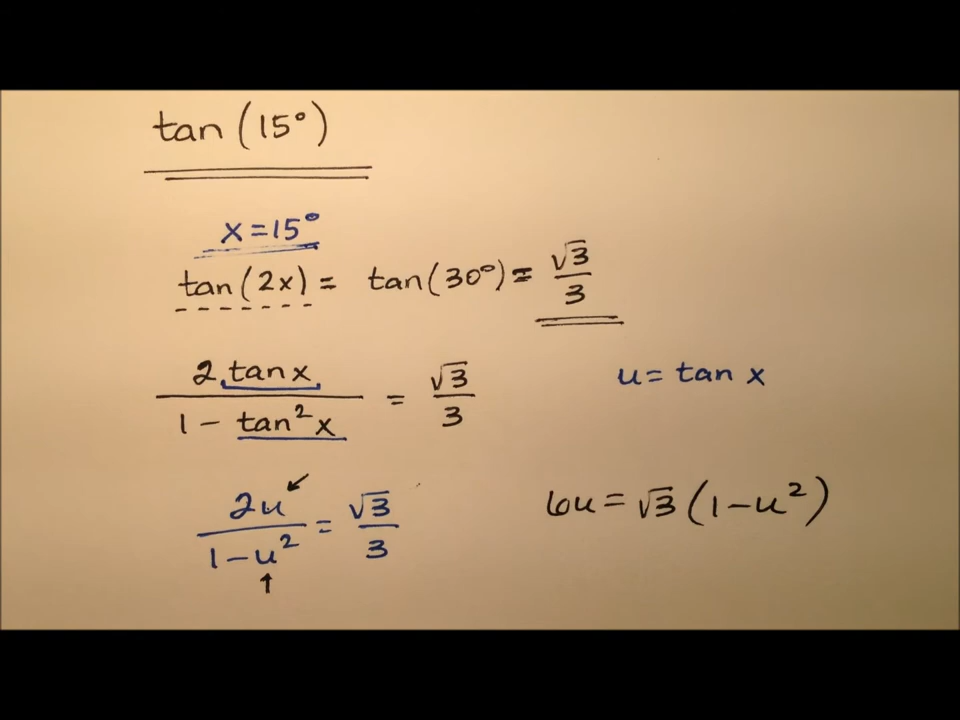 tan(15°)
x = 15°
tan(2x) = tan(30°) = √3/3
2 tan x / 1 - tan²x = √3/3
u = tan x
2u / 1 - u² = √3/3
6u = √3(1 - u²)